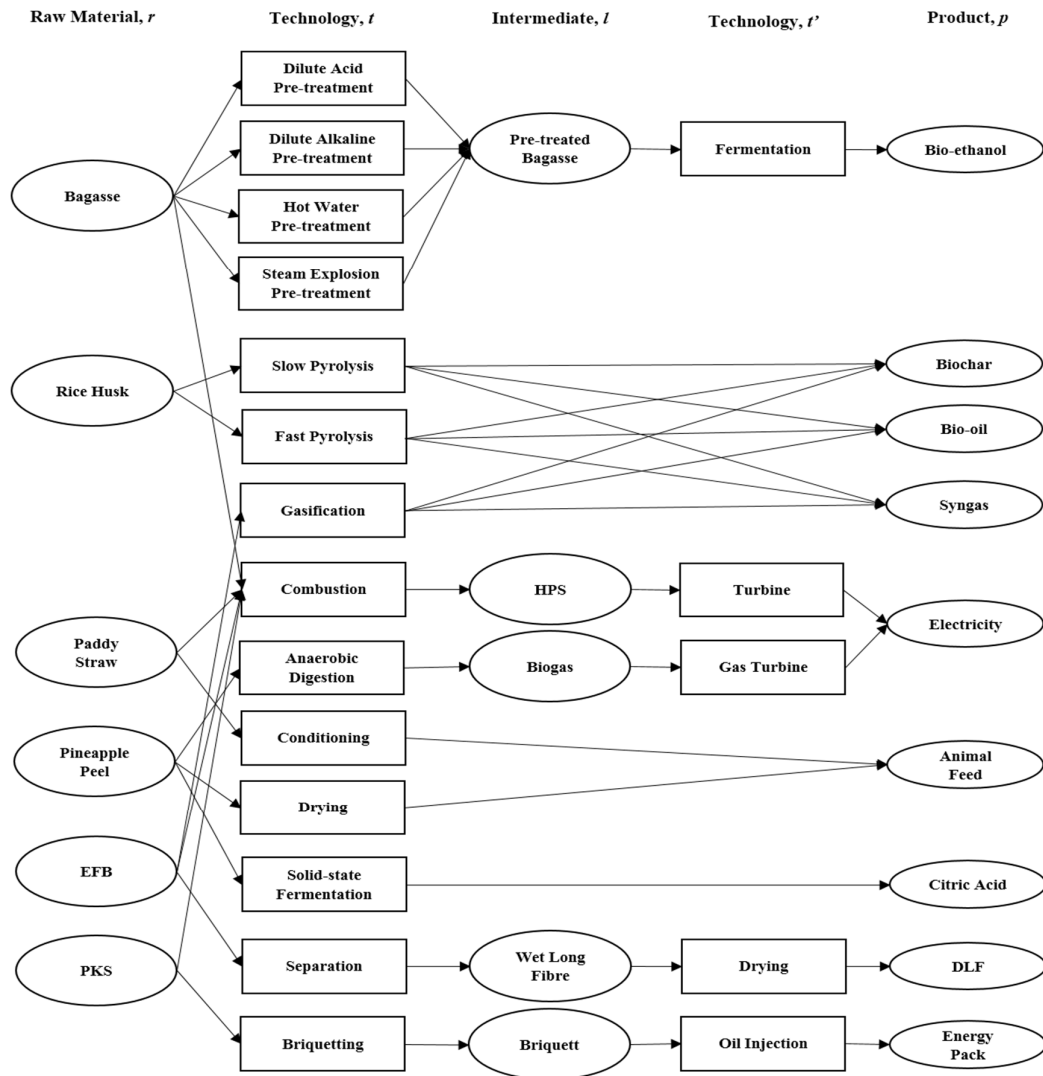 Raw Material, r
Technology, t
Intermediate, l
Technology, t’
Product, p
Dilute Acid
Pre-treatment
Dilute Alkaline
Pre-treatment
Pre-treated
Bagasse
Fermentation
Bio-ethanol
Bagasse
Hot Water
Pre-treatment
Steam Explosion
Pre-treatment
Rice Husk
Slow Pyrolysis
Biochar
Fast Pyrolysis
Bio-oil
Gasification
Syngas
Combustion
HPS
Turbine
Electricity
Paddy
Straw
Anaerobic
Digestion
Biogas
Gas Turbine
Conditioning
Pineapple
Peel
Animal
Feed
Drying
EFB
Solid-state
Fermentation
Citric Acid
PKS
Separation
Wet Long
Fibre
Drying
DLF
Briquetting
Briquett
Oil Injection
Energy
Pack